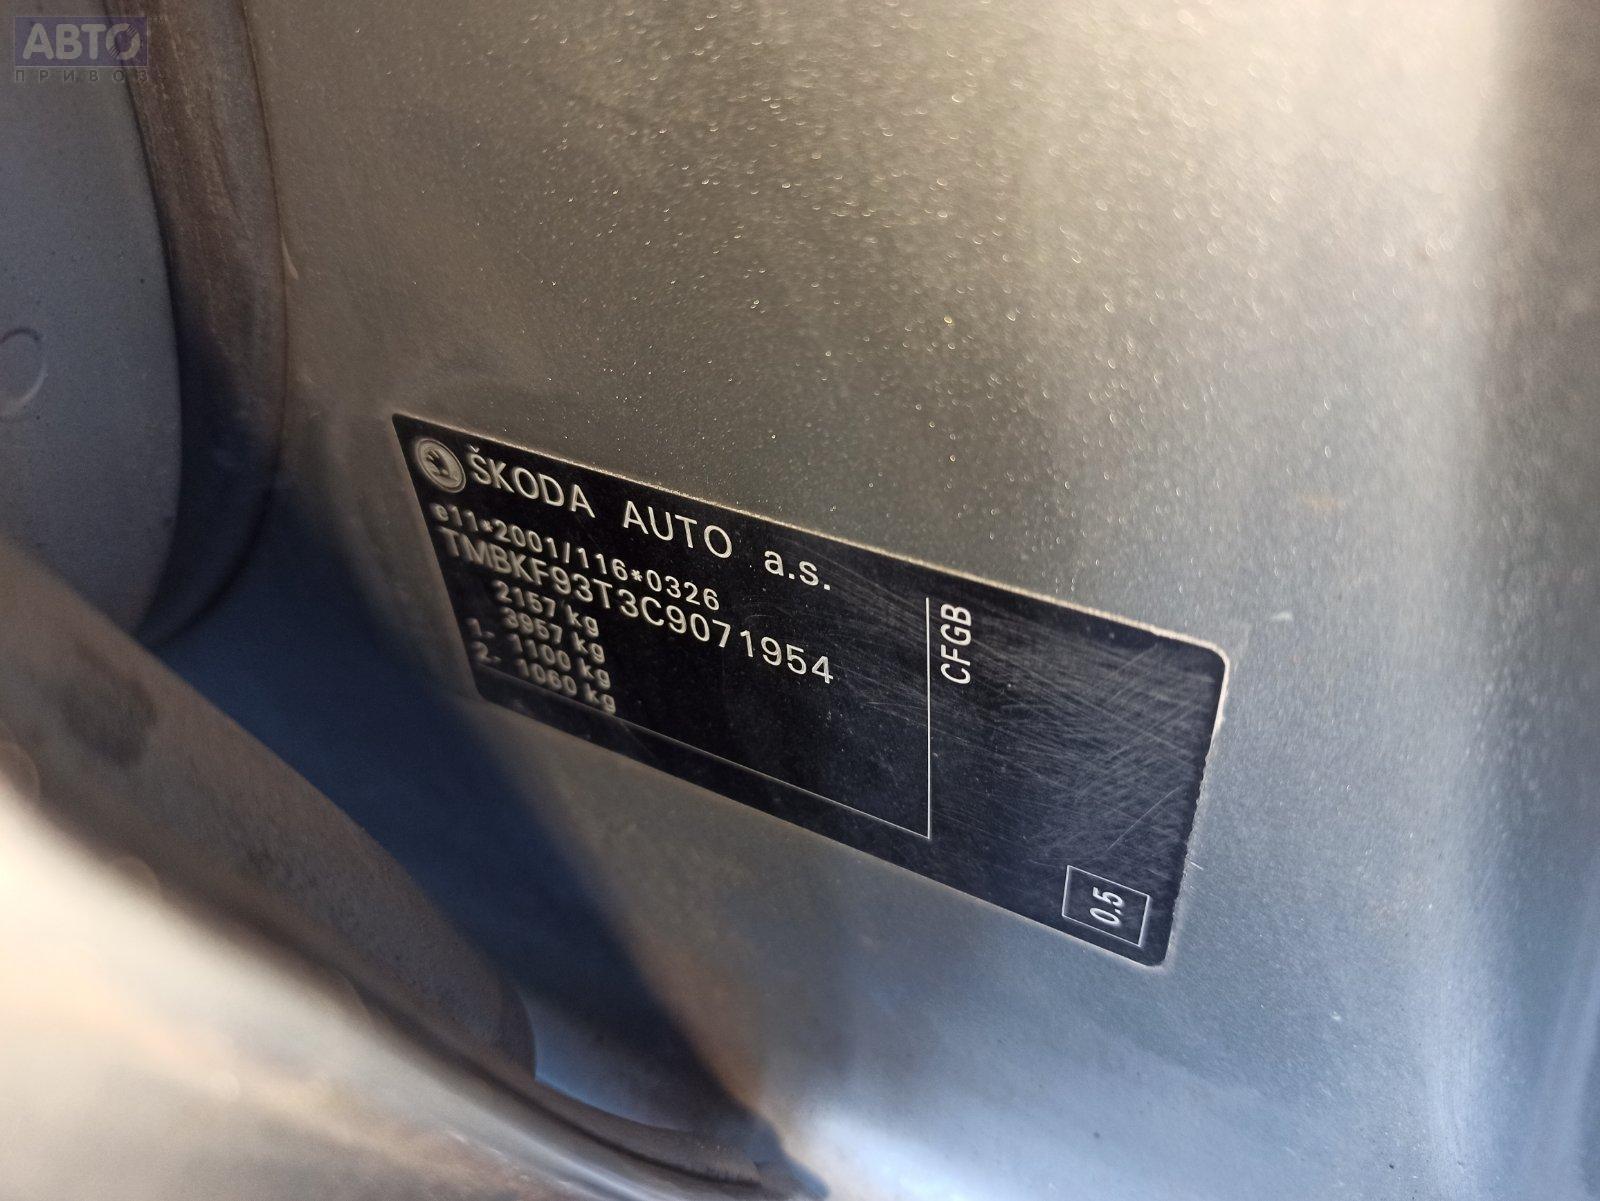 АВТО
ПРИВОЗ
ŠKODA AUTO a.s.
e11*2001/116*0326
TMBKF93T3C9071954
2157 kg
3957 kg
1- 1100 kg
2- 1060 kg
CFGB
0.5